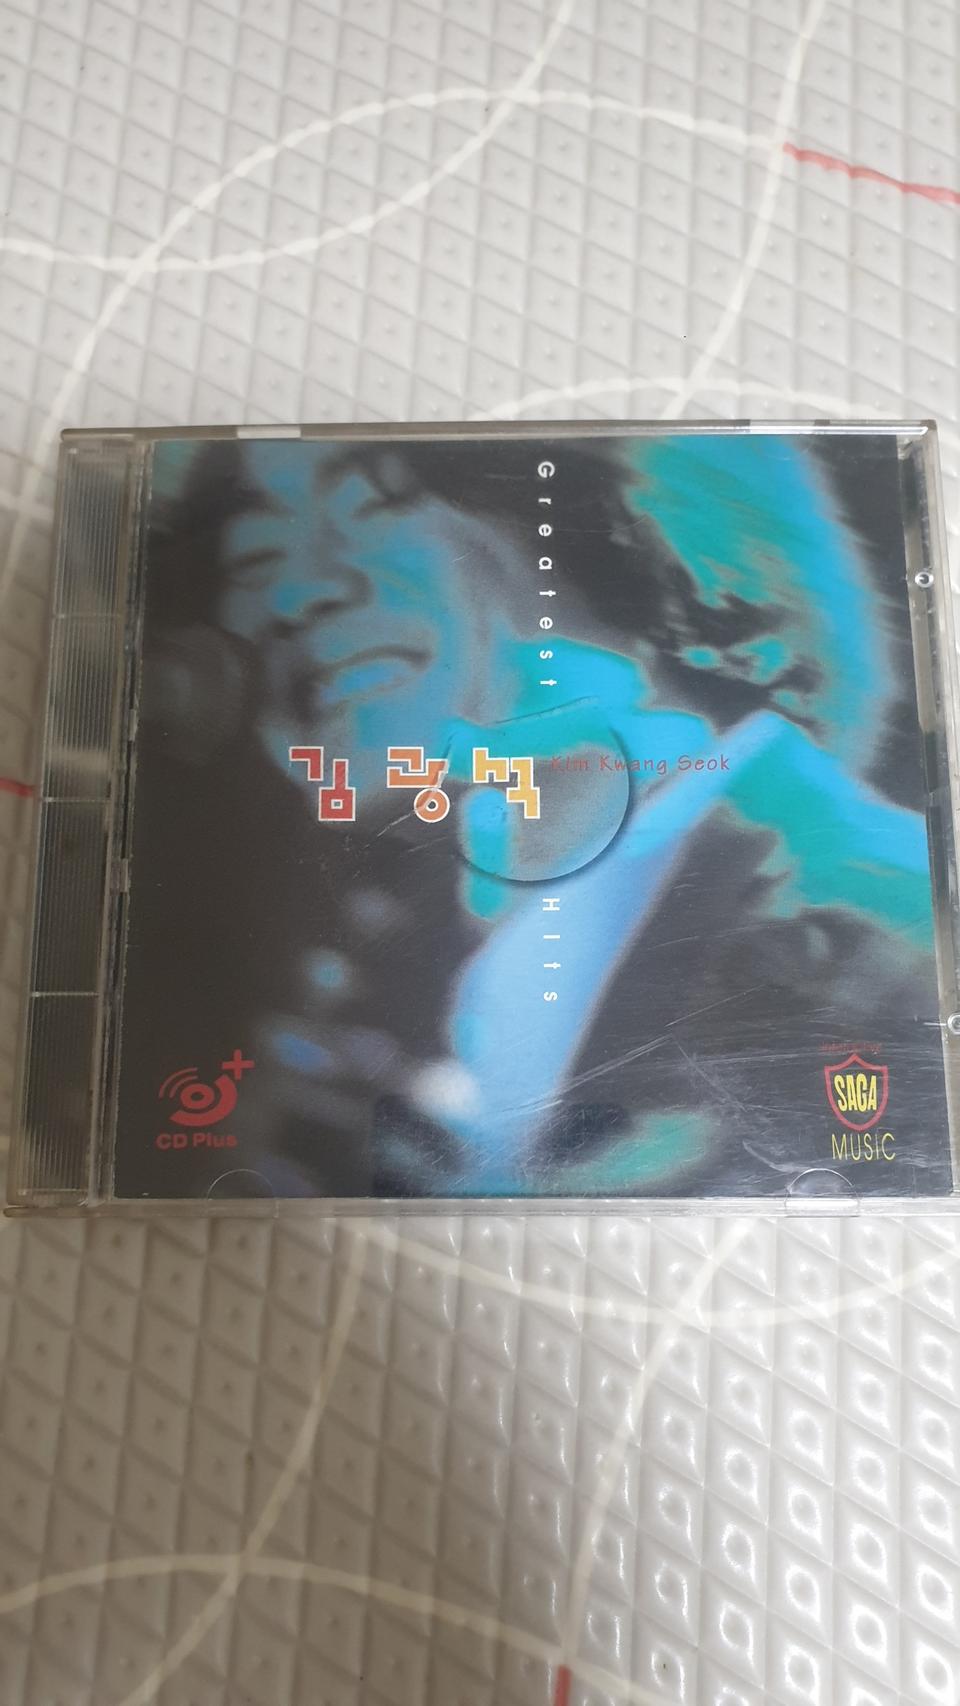 Greatest
김광석
Kim Kwang Seok
Hits
CD Plus
SAGA
MUSIC